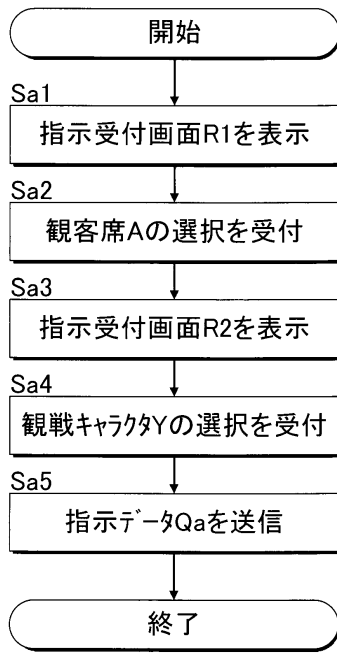 開始
Sa1
指示受付画面R1を表示
Sa2
観客席Aの選択を受付
Sa3
指示受付画面R2を表示
Sa4
観戦ｷｬﾗｸﾀYの選択を受付
Sa5
指示ﾃﾞｰﾀQaを送信
終了